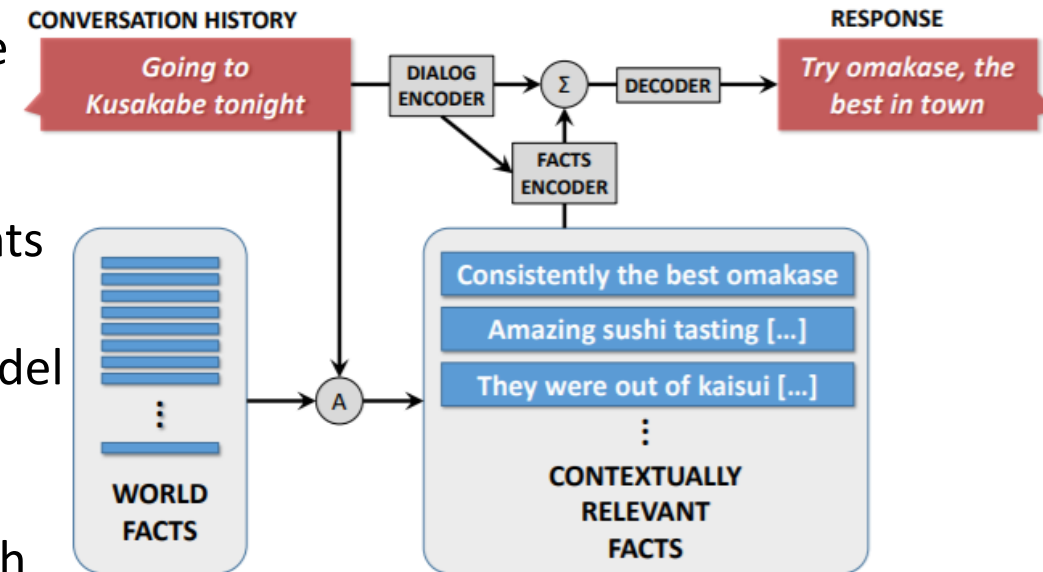 CONVERSATION HISTORY
RESPONSE
Going to
Kusakabe tonight
DIALOG
ENCODER
Σ
DECODER
Try omakase, the
best in town
FACTS
ENCODER
Consistently the best omakase
Amazing sushi tasting [...]
They were out of kaisui [...]
⋮
CONTEXTUALLY
RELEVANT
FACTS
A
⋮
WORLD
FACTS